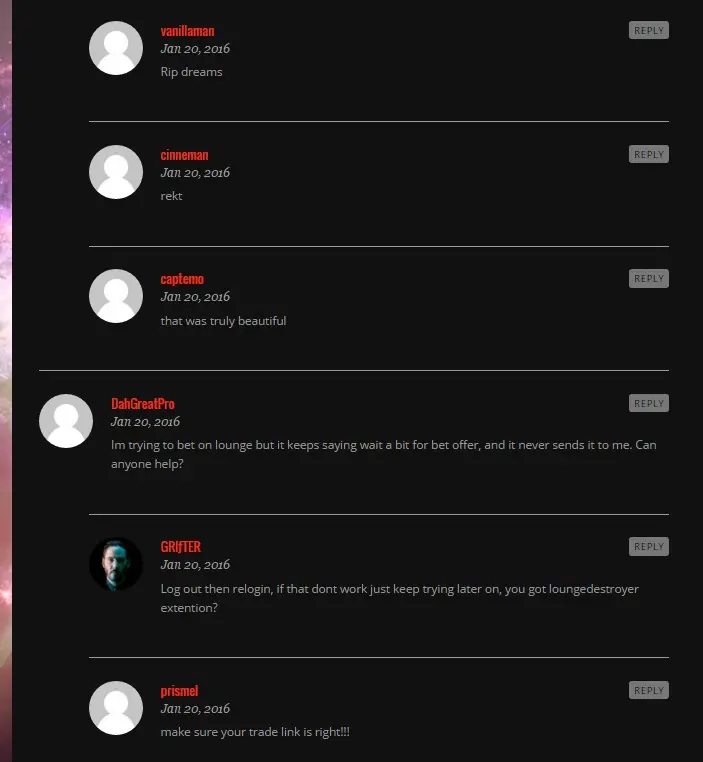 vanillaman
REPLY
Jan 20, 2016
Rip dreams
cinneman
REPLY
Jan 20, 2016
rekt
captemo
REPLY
Jan 20, 2016
that was truly beautiful
DahGreatPro
REPLY
Jan 20, 2016
Im trying to bet on lounge but it keeps saying wait a bit for bet offer, and it never sends it to me. Can
anyone help?
GRIƒTER
REPLY
Jan 20, 2016
Log out then relogin, if that dont work just keep trying later on, you got loungedestroyer
extention?
prismel
REPLY
Jan 20, 2016
make sure your trade link is right!!!